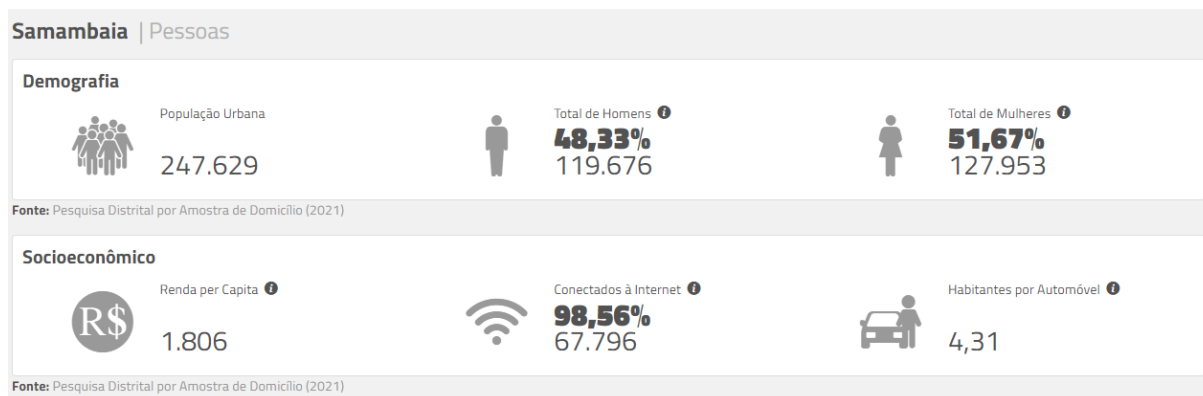 Samambaia | Pessoas
Demografia
População Urbana
247.629
Total de Homens i
48,33%
119.676
Total de Mulheres i
51,67%
127.953
Fonte: Pesquisa Distrital por Amostra de Domicílio (2021)
Socioeconômico
R$
Renda per Capita i
1.806
Conectados à Internet i
98,56%
67.796
Habitantes por Automóvel i
4,31
Fonte: Pesquisa Distrital por Amostra de Domicílio (2021)